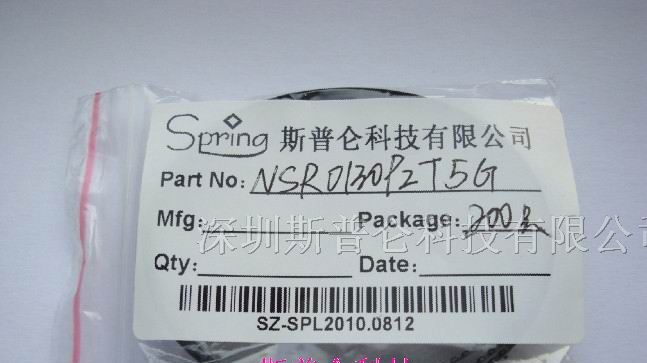 Spring 斯普仑科技有限公司
Part No: NSR0130P2T5G
Mfg: Package: 200
深圳斯普仑科技有限公司
Qty: Date:
SZ-SPL2010.0812